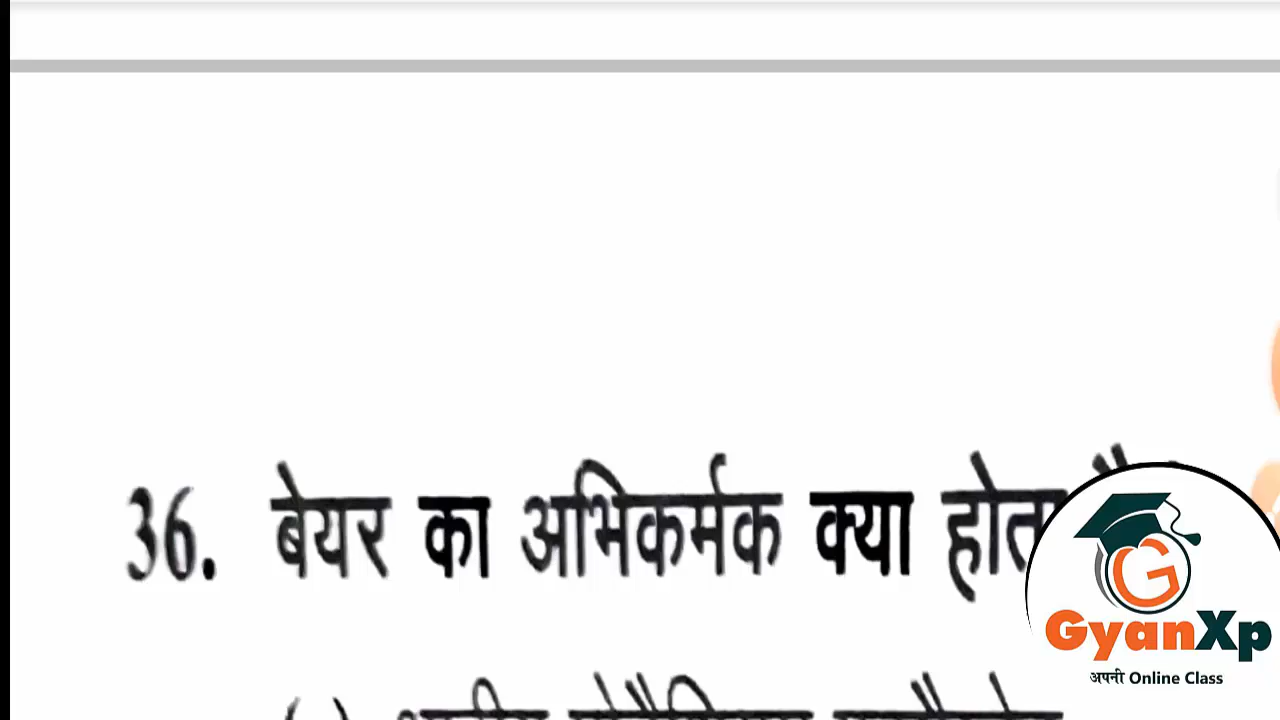 36. बेयर का अभिकर्मक क्या होता
G
GyanXp
अपनी Online Class